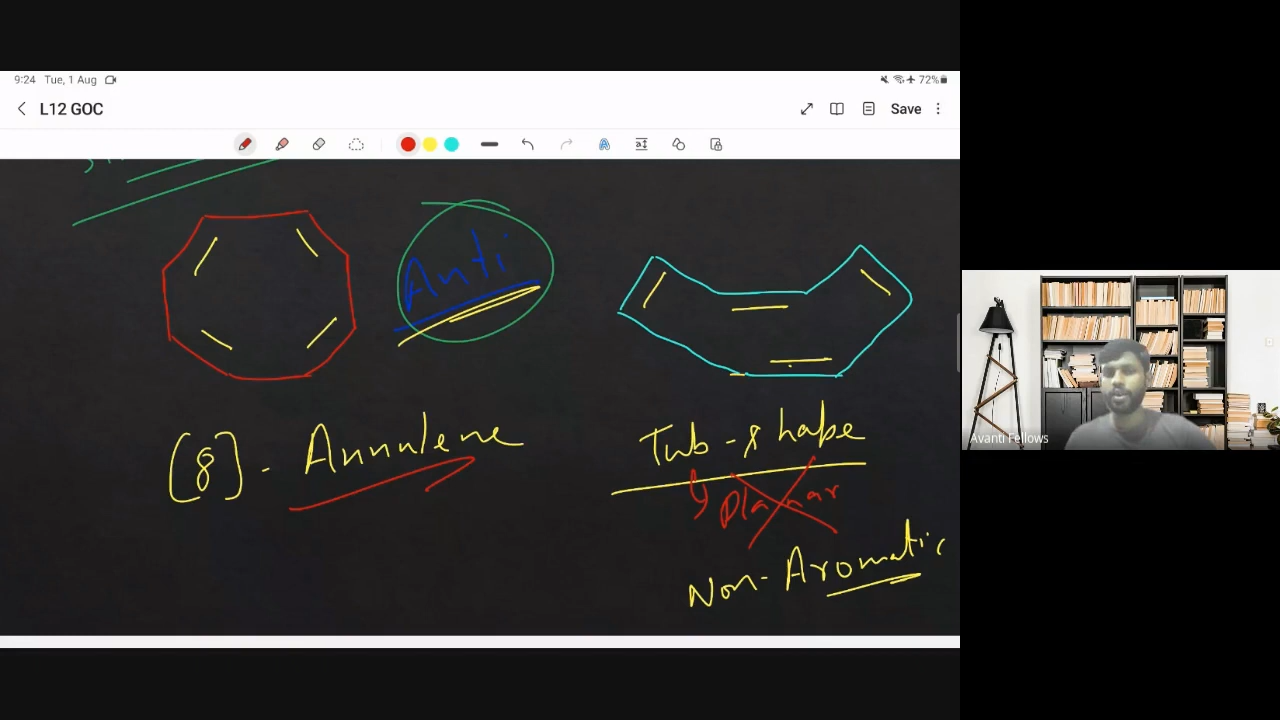 9:24 Tue, 1 Aug
72%
L12 GOC
Save
Anti
[8] - Annulene
Tub-shape
Planar
Non-Aromatic
Avanti Fellows